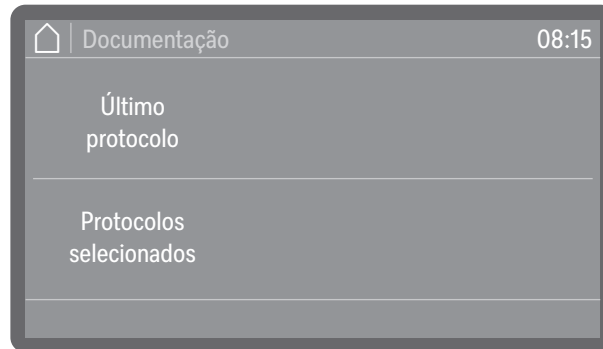 Documentação 08:15
Último
protocolo
Protocolos
selecionados